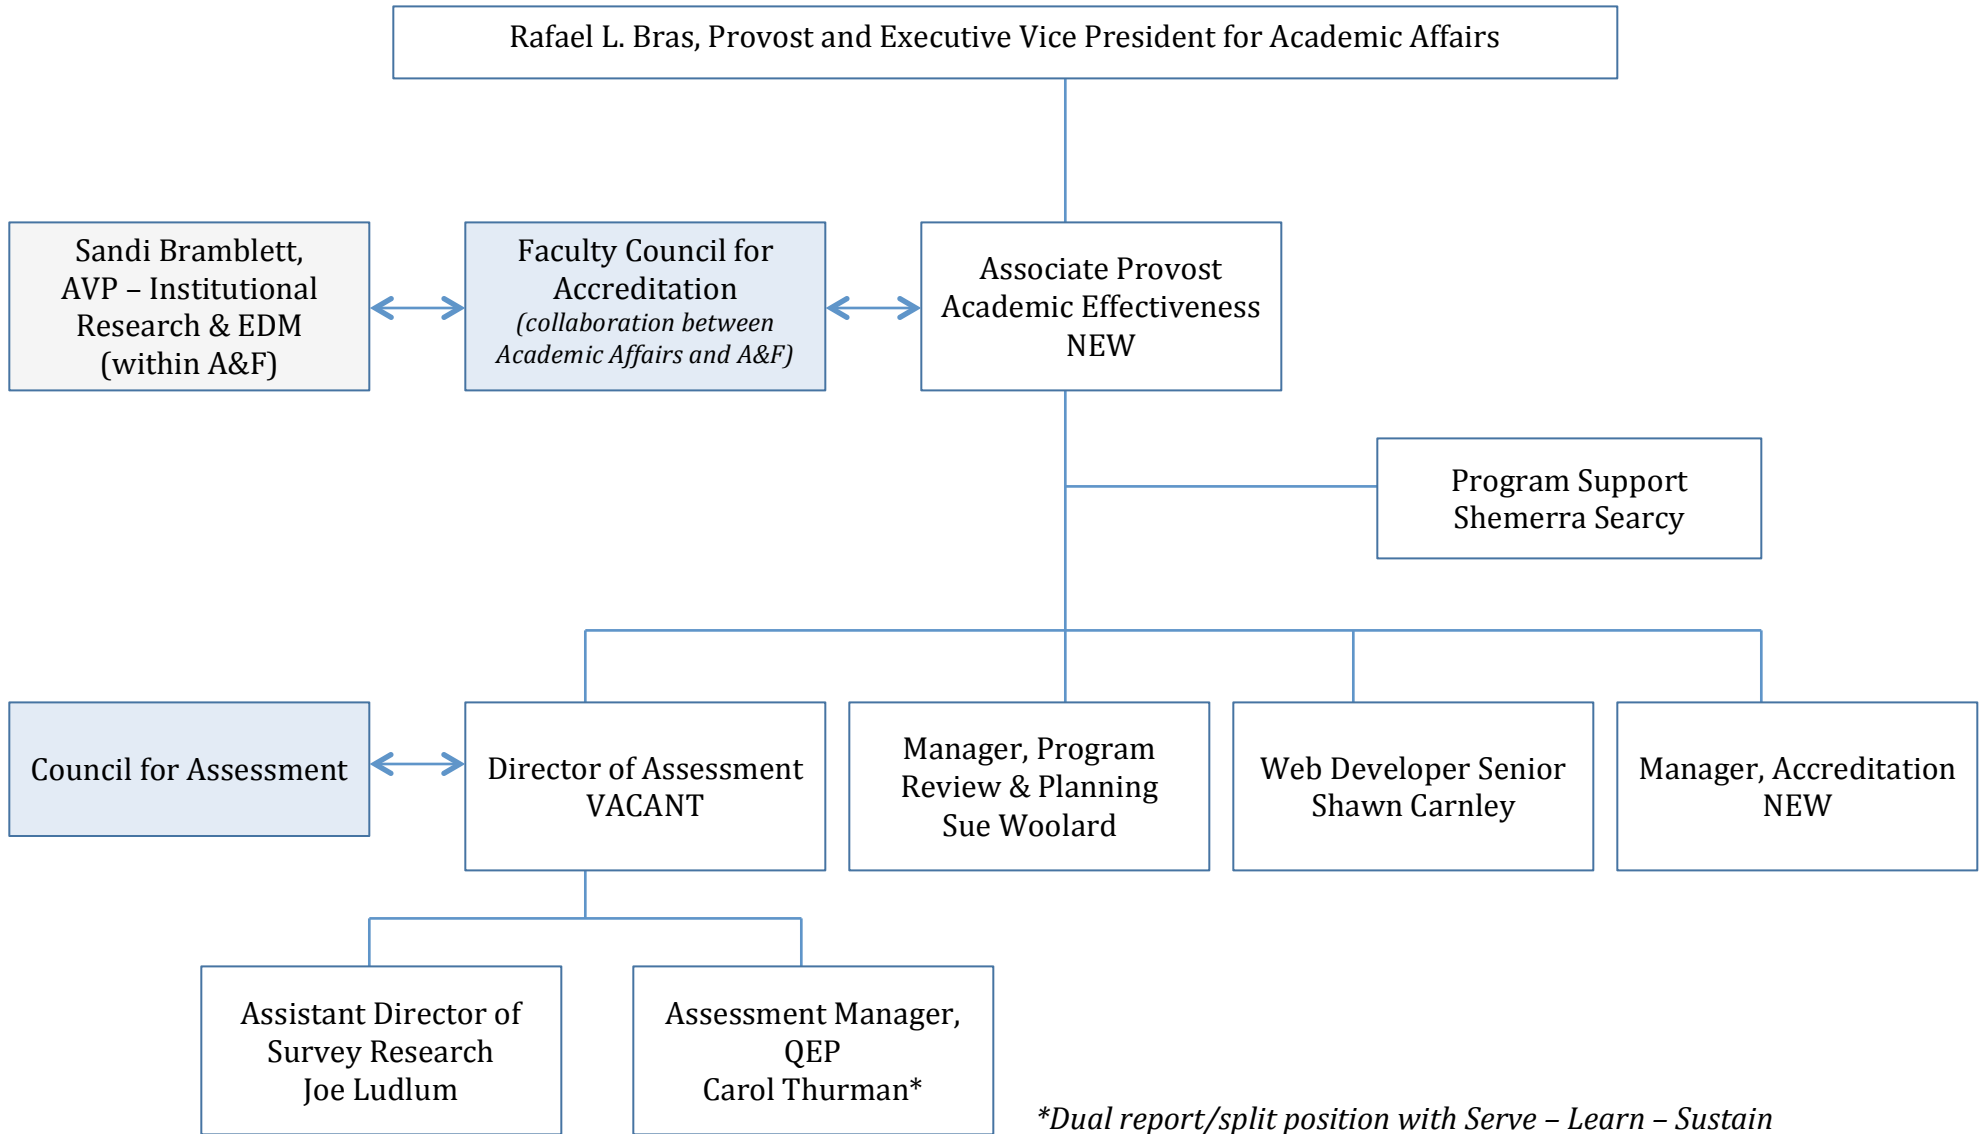 Rafael L. Bras, Provost and Executive Vice President for Academic Affairs
Sandi Bramblett,
AVP – Institutional
Research & EDM
(within A&F)
Faculty Council for
Accreditation
(collaboration between
Academic Affairs and A&F)
Associate Provost
Academic Effectiveness
NEW
Program Support
Shemerra Searcy
Council for Assessment
Director of Assessment
VACANT
Manager, Program
Review & Planning
Sue Woolard
Web Developer Senior
Shawn Carnley
Manager, Accreditation
NEW
Assistant Director of
Survey Research
Joe Ludlum
Assessment Manager,
QEP
Carol Thurman*
*Dual report/split position with Serve – Learn – Sustain